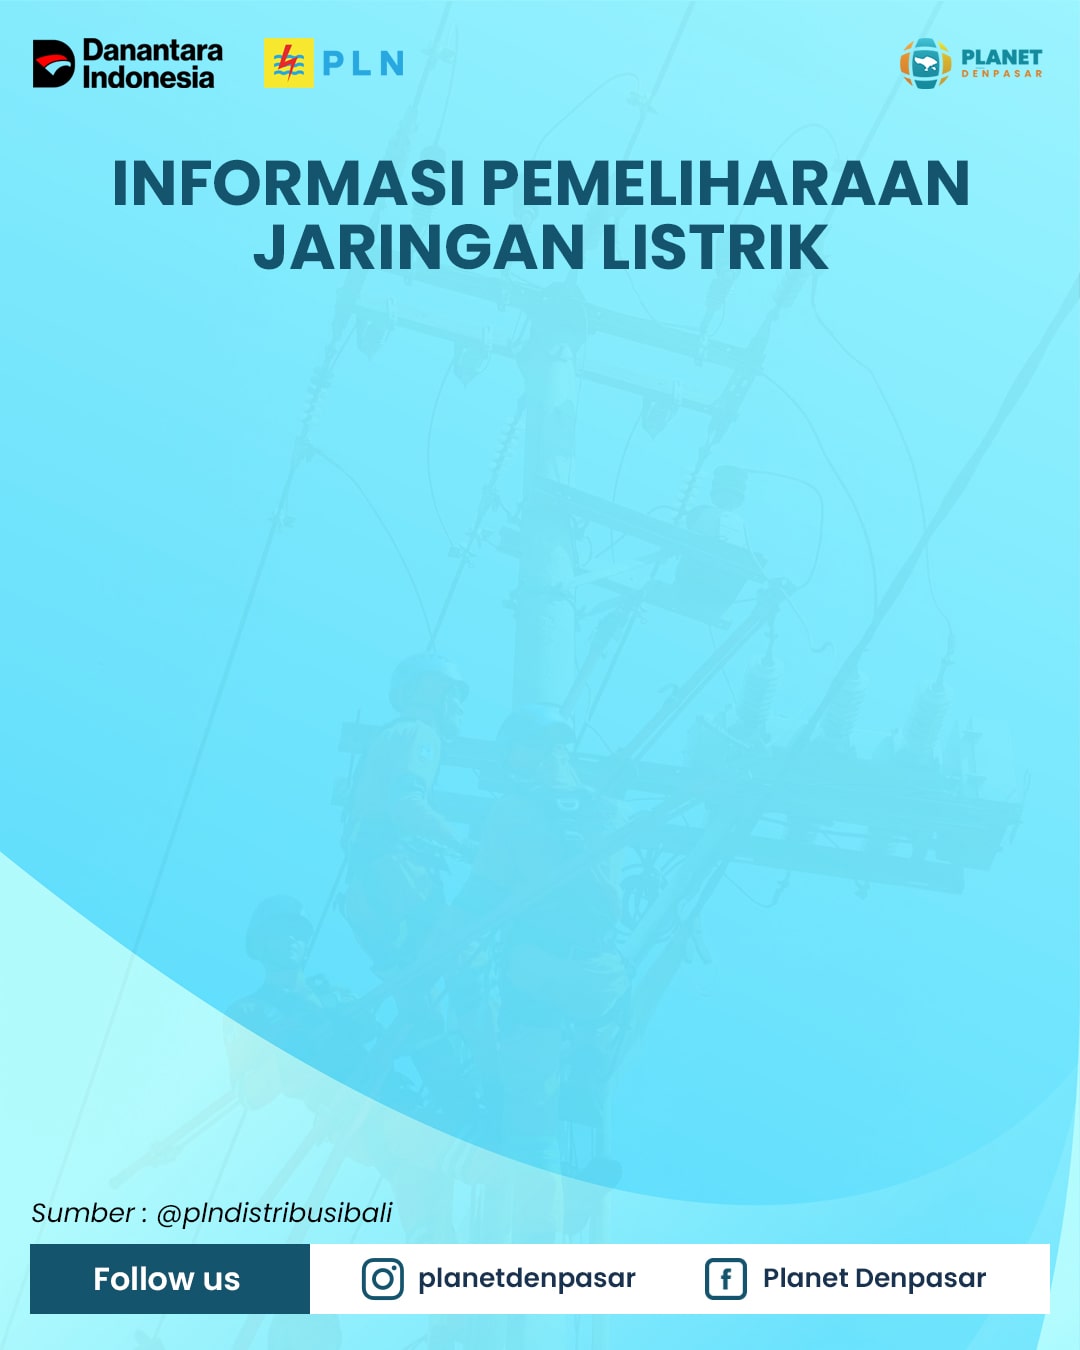 Danantara
Indonesia
PLN
PLANET
DENPASAR
INFORMASI PEMELIHARAAN
JARINGAN LISTRIK
Sumber : @plndistribusibali
Follow us
planetdenpasar
Planet Denpasar